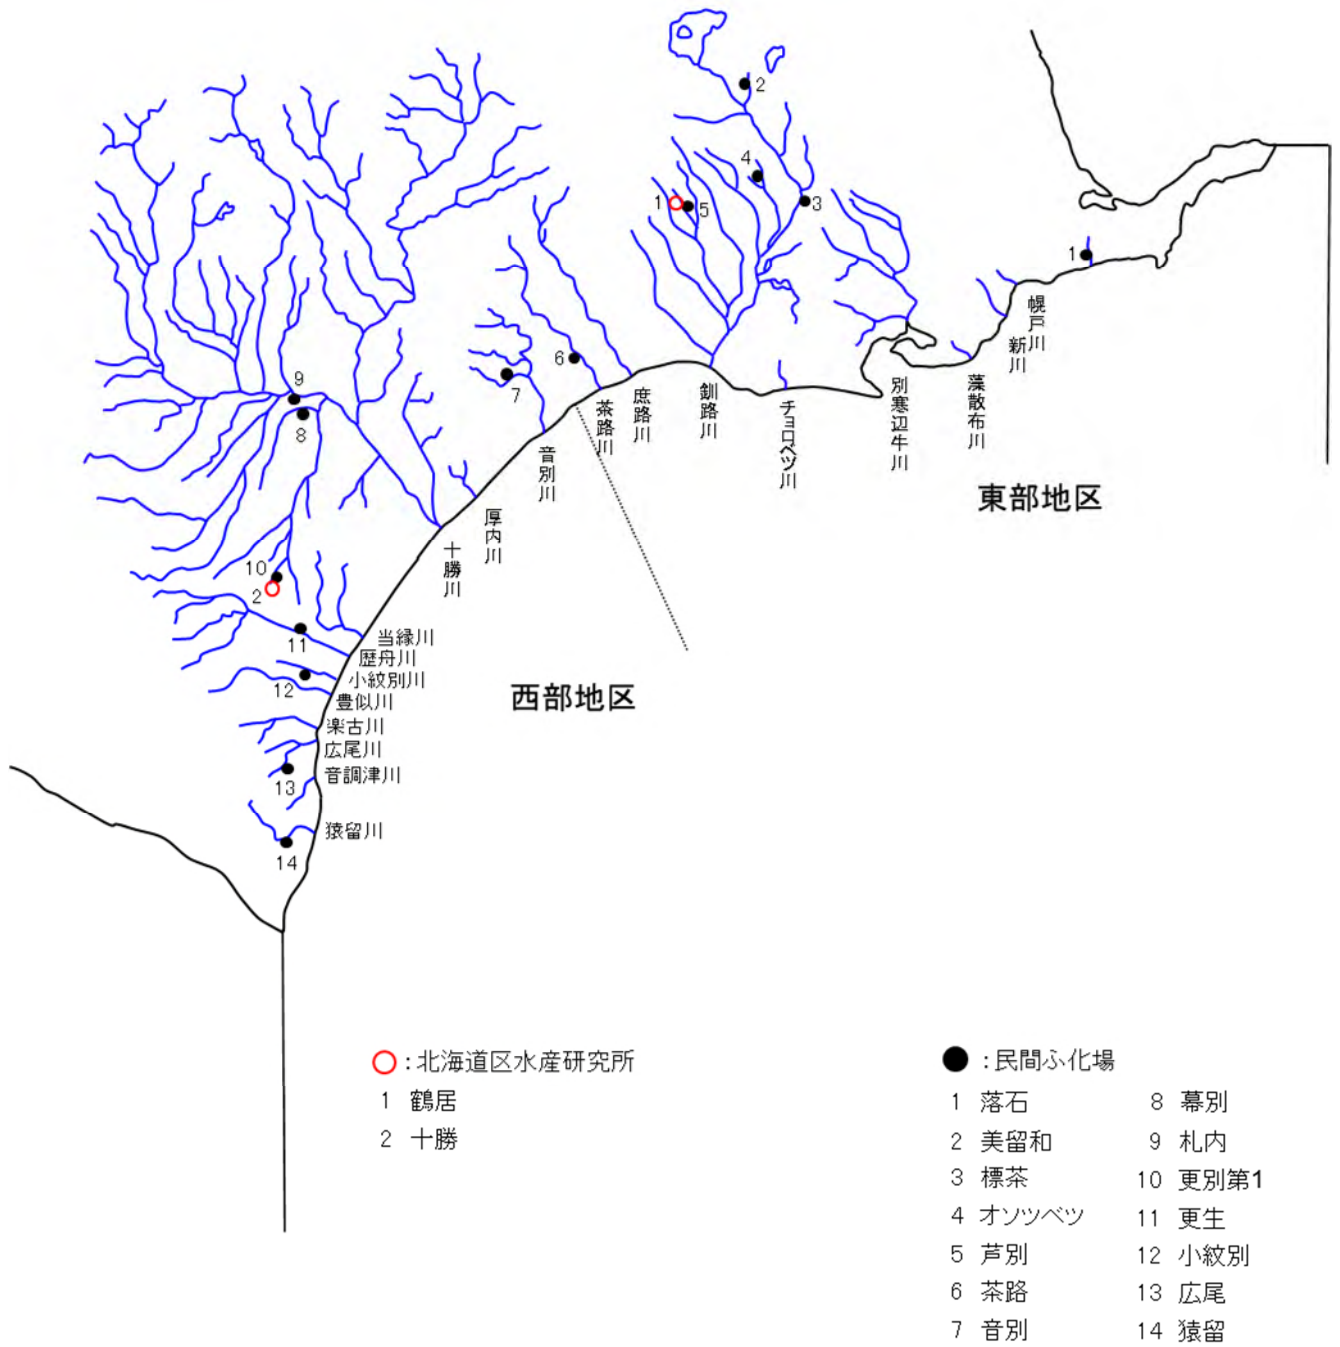 2
4
1
5
3
1
幌戸川
新川
藻散布川
別寒辺牛川
チョロベツ川
釧路川
庶路川
茶路川
6
7
音別川
厚内川
十勝川
9
8
東部地区
西部地区
10
2
11
12
当縁川
歴舟川
小紋別川
豊似川
楽古川
広尾川
音調津川
13
猿留川
14
:北海道区水産研究所
1 鶴居
2 十勝
:民間ふ化場
1 落石
2 美留和
3 標茶
4 オソツベツ
5 芦別
6 茶路
7 音別
8 幕別
9 札内
10 更別第1
11 更生
12 小紋別
13 広尾
14 猿留